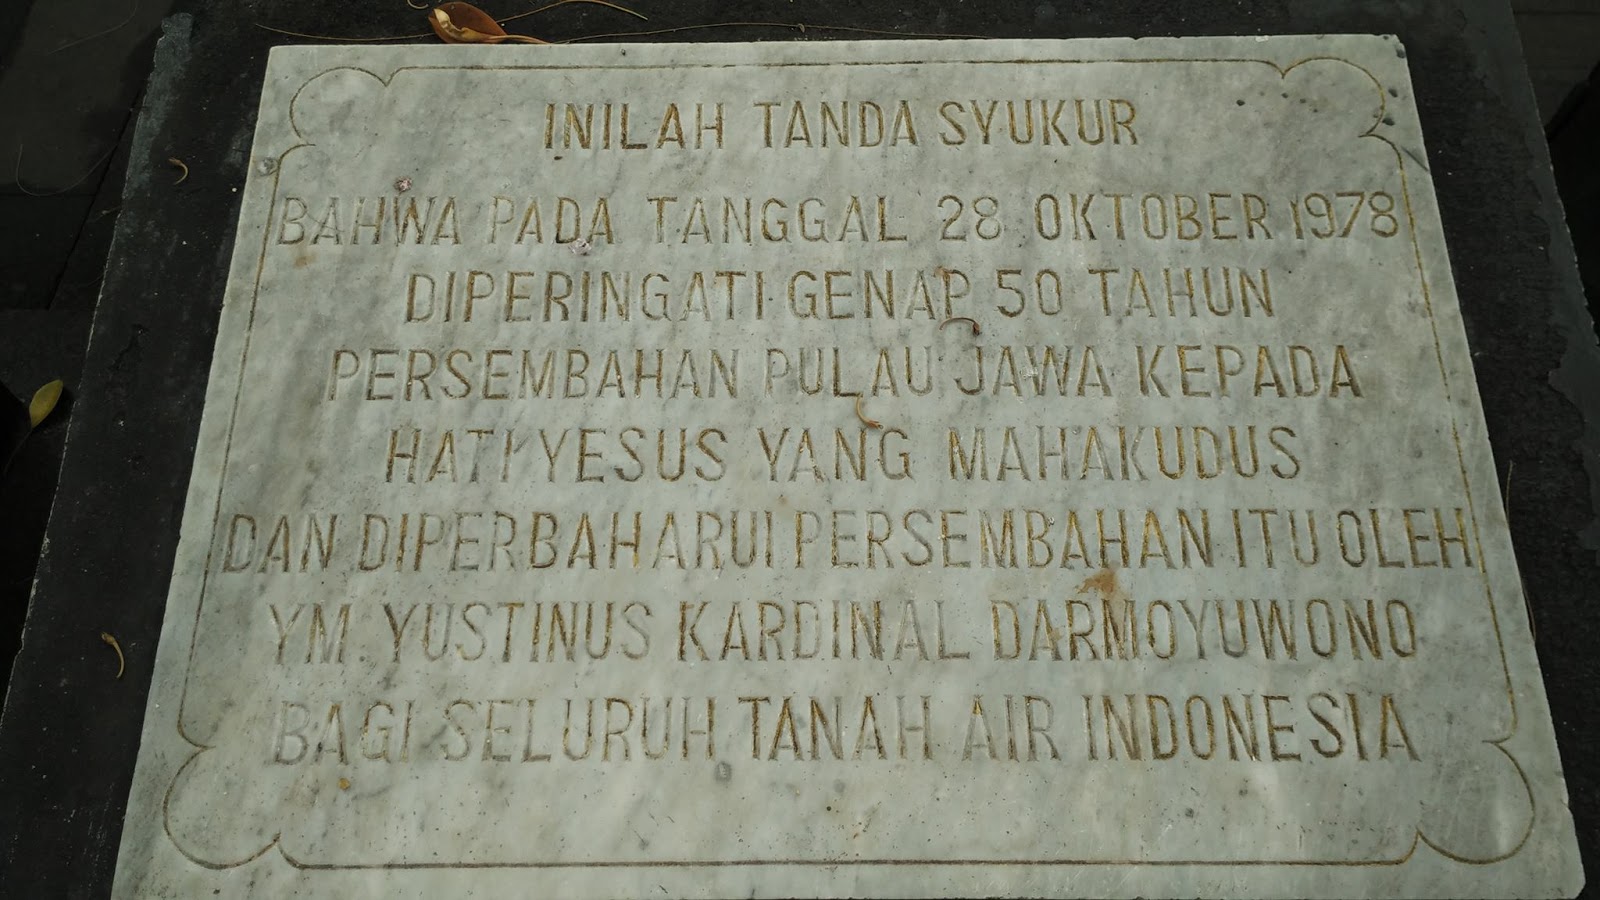 INILAH TANDA SYUKUR
BAHWA PADA TANGGAL 28 OKTOBER 1978
DIPERINGATI GENAP 50 TAHUN
PERSEMBAHAN PULAU JAWA KEPADA
HATI YESUS YANG MAHAKUDUS
DAN DIPERBAHARUI PERSEMBAHAN ITU OLEH
YM. YUSTINUS KARDINAL DARMOYUWONO
BAGI SELURUH TANAH AIR INDONESIA